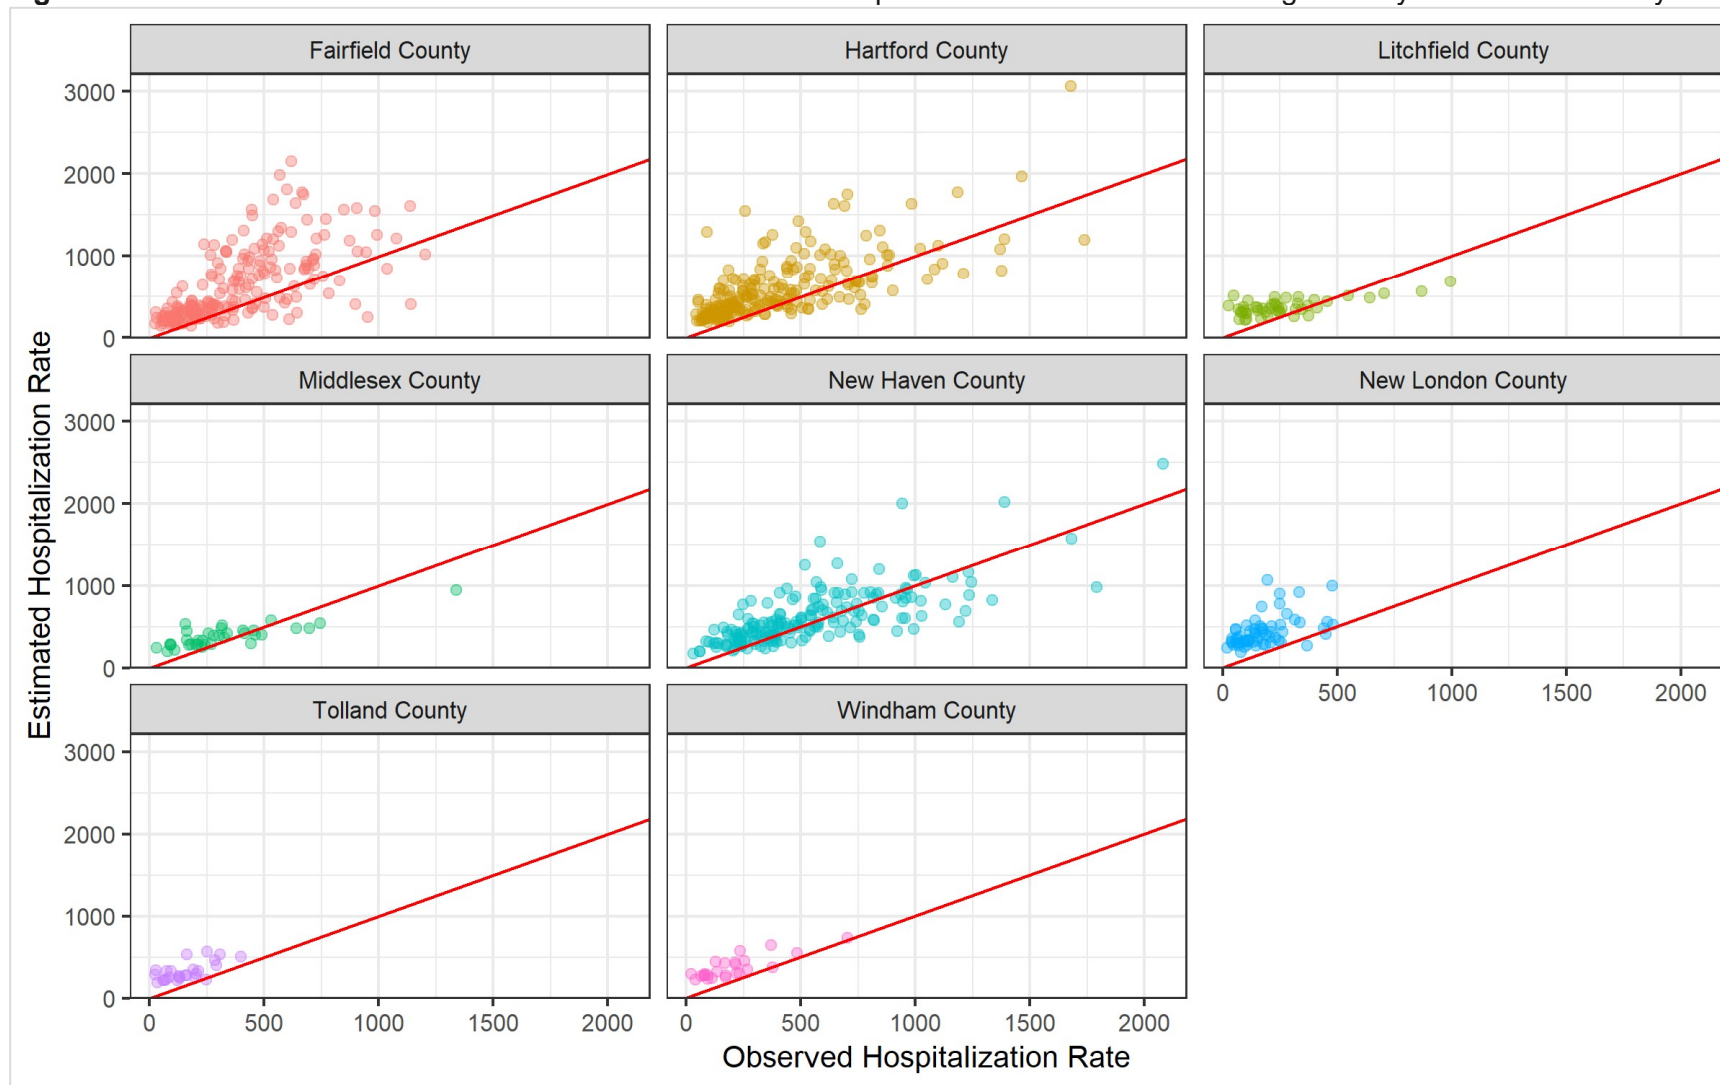 Fairfield County
Hartford County
Litchfield County
3000
2000
1000
0
Middlesex County
New Haven County
New London County
3000
2000
1000
0
0 500 1000 1500 2000
Tolland County
Windham County
3000
2000
1000
0
0 500 1000 1500 2000
0 500 1000 1500 2000
Estimated Hospitalization Rate
Observed Hospitalization Rate